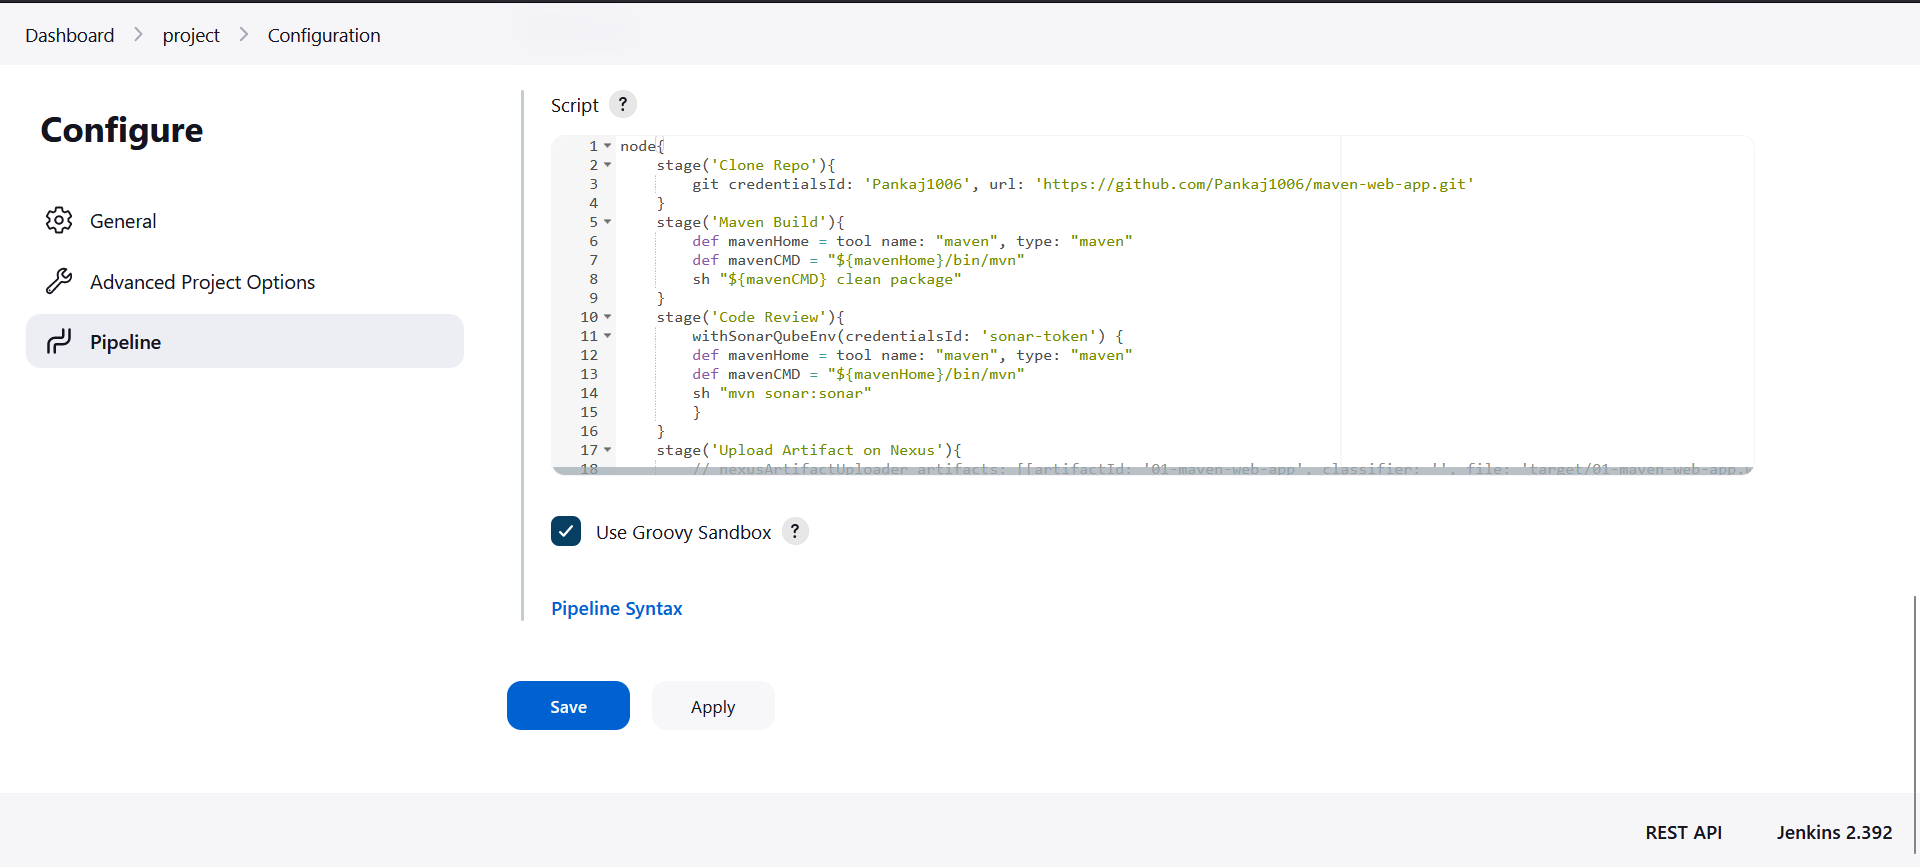 Dashboard > project > Configuration
Configure
General
Advanced Project Options
Pipeline
Script ?
1 node{
2 stage('Clone Repo'){
3 git credentialsId: 'Pankaj1006', url: 'https://github.com/Pankaj1006/maven-web-app.git'
4 }
5 stage('Maven Build'){
6 def mavenHome = tool name: "maven", type: "maven"
7 def mavenCMD = "${mavenHome}/bin/mvn"
8 sh "${mavenCMD} clean package"
9 }
10 stage('Code Review'){
11 withSonarQubeEnv(credentialsId: 'sonar-token') {
12 def mavenHome = tool name: "maven", type: "maven"
13 def mavenCMD = "${mavenHome}/bin/mvn"
14 sh "mvn sonar:sonar"
15 }
16 }
17 stage('Upload Artifact on Nexus'){
18 // nexusArtifactUploader artifacts: [[artifactId: '01-maven-web-app', classifier: '', file: 'target/01-maven-web-app.
Use Groovy Sandbox ?
Pipeline Syntax
Save Apply
REST API Jenkins 2.392